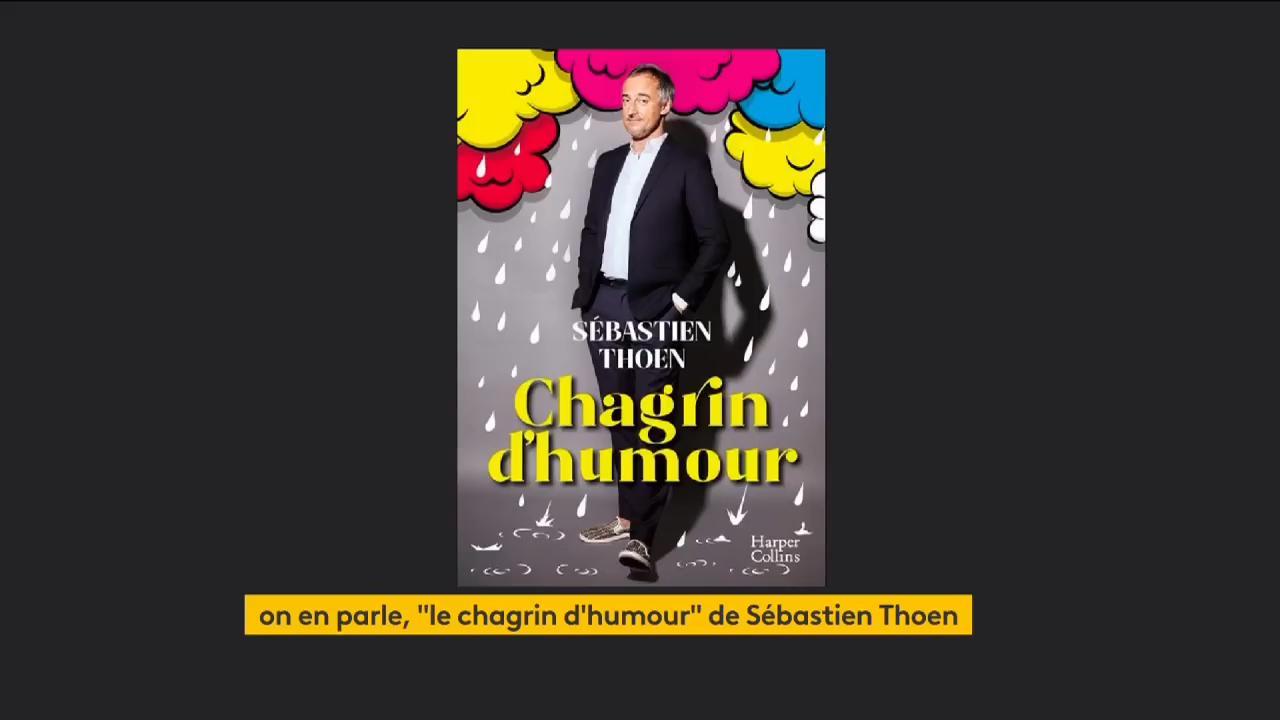 SÉBASTIEN
THOEN
Chagrin
d'humour
Harper
Collins
on en parle, "le chagrin d'humour" de Sébastien Thoen